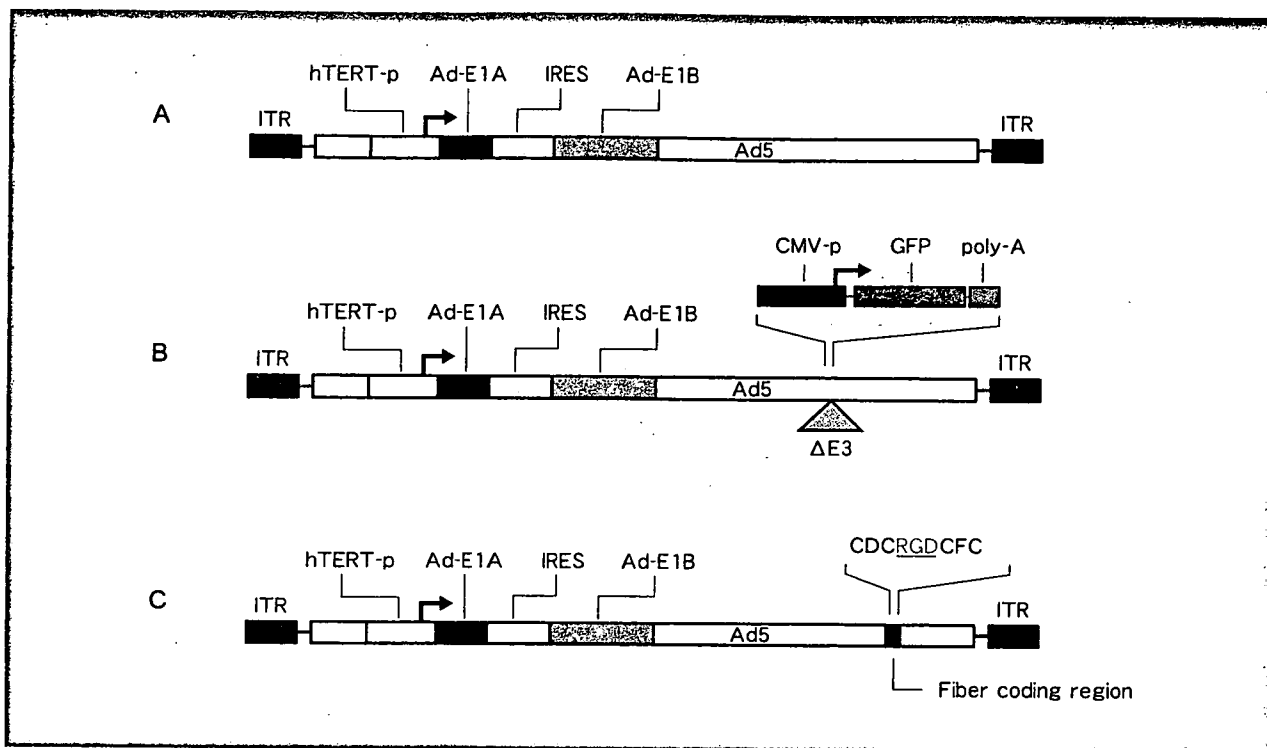 hTERT-p Ad-E1A IRES Ad-E1B
A ITR ITR
Ad5
CMV-p GFP poly-A
hTERT-p Ad-E1A IRES Ad-E1B
B ITR ITR
Ad5
ΔE3
CDCRGDCFC
hTERT-p Ad-E1A IRES Ad-E1B
C ITR ITR
Ad5
Fiber coding region